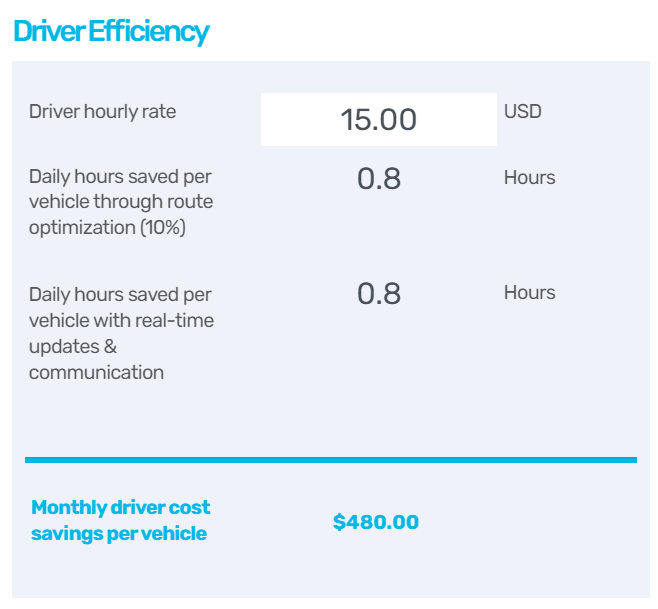 Driver Efficiency
Driver hourly rate 15.00 USD
Daily hours saved per 0.8 Hours
vehicle through route
optimization (10%)
Daily hours saved per 0.8 Hours
vehicle with real-time
updates &
communication
Monthly driver cost
savings per vehicle $480.00